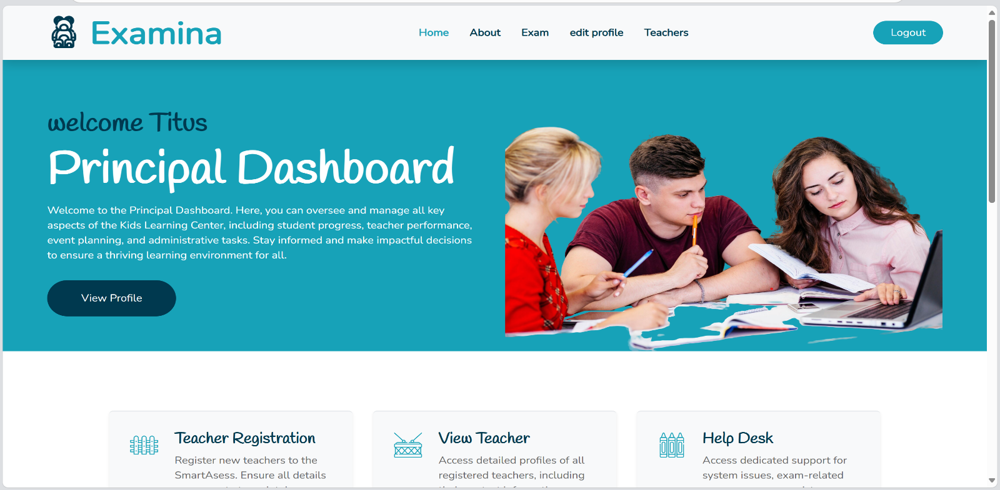 Examina
Home About Exam edit profile Teachers
Logout
welcome Titus
Principal Dashboard
Welcome to the Principal Dashboard. Here, you can oversee and manage all key
aspects of the Kids Learning Center, including student progress, teacher performance,
event planning, and administrative tasks. Stay informed and make impactful decisions
to ensure a thriving learning environment for all.
View Profile
Teacher Registration
Register new teachers to the
SmartAsess. Ensure all details
View Teacher
Access detailed profiles of all
registered teachers, including
Help Desk
Access dedicated support for
system issues, exam-related